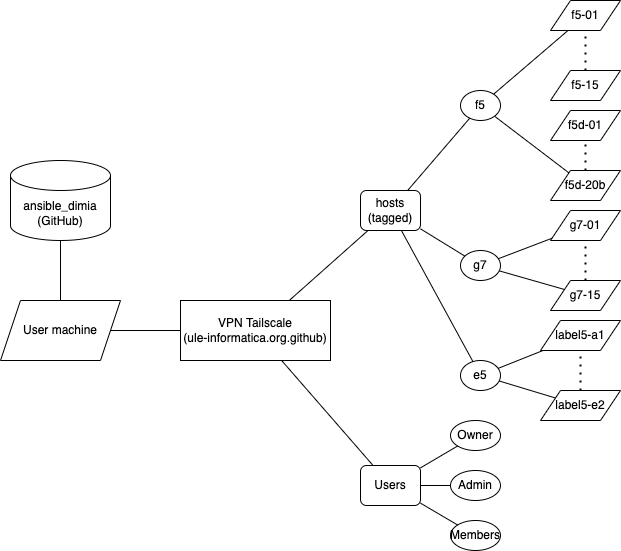 f5-01
f5-15
f5
f5d-01
f5d-20b
ansible_dimia
(GitHub)
hosts
(tagged)
g7-01
g7
g7-15
User machine
VPN Tailscale
(ule-informatica.org.github)
label5-a1
e5
label5-e2
Owner
Users
Admin
Members